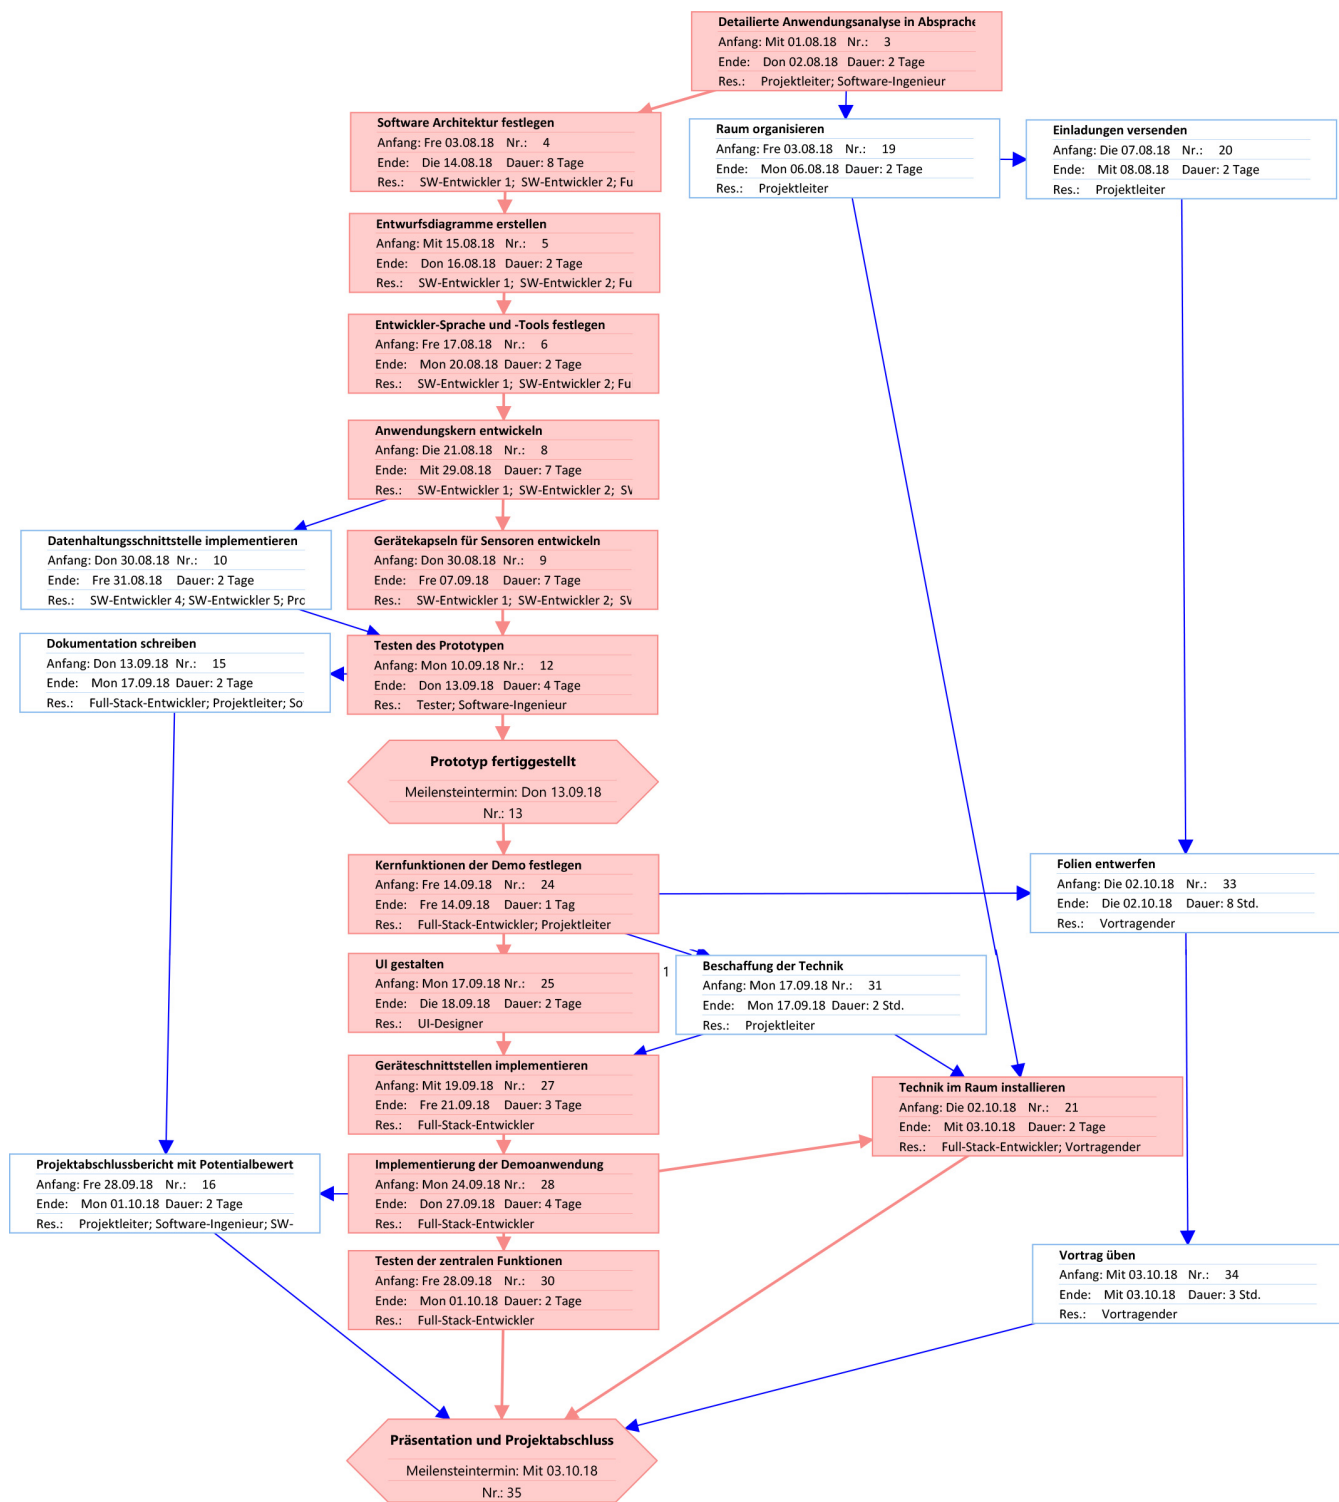 Detailierte Anwendungsanalyse in Absprache
Anfang: Mit 01.08.18 Nr.: 3
Ende: Don 02.08.18 Dauer: 2 Tage
Res.: Projektleiter; Software-Ingenieur
Software Architektur festlegen
Anfang: Fre 03.08.18 Nr.: 4
Ende: Die 14.08.18 Dauer: 8 Tage
Res.: SW-Entwickler 1; SW-Entwickler 2; Fu
Raum organisieren
Anfang: Fre 03.08.18 Nr.: 19
Ende: Mon 06.08.18 Dauer: 2 Tage
Res.: Projektleiter
Einladungen versenden
Anfang: Die 07.08.18 Nr.: 20
Ende: Mit 08.08.18 Dauer: 2 Tage
Res.: Projektleiter
Entwurfsdiagramme erstellen
Anfang: Mit 15.08.18 Nr.: 5
Ende: Don 16.08.18 Dauer: 2 Tage
Res.: SW-Entwickler 1; SW-Entwickler 2; Fu
Entwickler-Sprache und -Tools festlegen
Anfang: Fre 17.08.18 Nr.: 6
Ende: Mon 20.08.18 Dauer: 2 Tage
Res.: SW-Entwickler 1; SW-Entwickler 2; Fu
Anwendungskern entwickeln
Anfang: Die 21.08.18 Nr.: 8
Ende: Mit 29.08.18 Dauer: 7 Tage
Res.: SW-Entwickler 1; SW-Entwickler 2; SW
Datenhaltungsschnittstelle implementieren
Anfang: Don 30.08.18 Nr.: 10
Ende: Fre 31.08.18 Dauer: 2 Tage
Res.: SW-Entwickler 4; SW-Entwickler 5; Pro
Gerätekapseln für Sensoren entwickeln
Anfang: Don 30.08.18 Nr.: 9
Ende: Fre 07.09.18 Dauer: 7 Tage
Res.: SW-Entwickler 1; SW-Entwickler 2; SW
Dokumentation schreiben
Anfang: Don 13.09.18 Nr.: 15
Ende: Mon 17.09.18 Dauer: 2 Tage
Res.: Full-Stack-Entwickler; Projektleiter; So
Testen des Prototypen
Anfang: Mon 10.09.18 Nr.: 12
Ende: Don 13.09.18 Dauer: 4 Tage
Res.: Tester; Software-Ingenieur
Prototyp fertiggestellt
Meilensteintermin: Don 13.09.18
Nr.: 13
Kernfunktionen der Demo festlegen
Anfang: Fre 14.09.18 Nr.: 24
Ende: Fre 14.09.18 Dauer: 1 Tag
Res.: Full-Stack-Entwickler; Projektleiter
Folien entwerfen
Anfang: Die 02.10.18 Nr.: 33
Ende: Die 02.10.18 Dauer: 8 Std.
Res.: Vortragender
UI gestalten
Anfang: Mon 17.09.18 Nr.: 25
Ende: Die 18.09.18 Dauer: 2 Tage
Res.: UI-Designer
1
Beschaffung der Technik
Anfang: Mon 17.09.18 Nr.: 31
Ende: Mon 17.09.18 Dauer: 2 Std.
Res.: Projektleiter
Geräteschnittstellen implementieren
Anfang: Mit 19.09.18 Nr.: 27
Ende: Fre 21.09.18 Dauer: 3 Tage
Res.: Full-Stack-Entwickler
Technik im Raum installieren
Anfang: Die 02.10.18 Nr.: 21
Ende: Mit 03.10.18 Dauer: 2 Tage
Res.: Full-Stack-Entwickler; Vortragender
Projektabschlussbericht mit Potentialbewert
Anfang: Fre 28.09.18 Nr.: 16
Ende: Mon 01.10.18 Dauer: 2 Tage
Res.: Projektleiter; Software-Ingenieur; SW-
Implementierung der Demoanwendung
Anfang: Mon 24.09.18 Nr.: 28
Ende: Don 27.09.18 Dauer: 4 Tage
Res.: Full-Stack-Entwickler
Testen der zentralen Funktionen
Anfang: Fre 28.09.18 Nr.: 30
Ende: Mon 01.10.18 Dauer: 2 Tage
Res.: Full-Stack-Entwickler
Vortrag üben
Anfang: Mit 03.10.18 Nr.: 34
Ende: Mit 03.10.18 Dauer: 3 Std.
Res.: Vortragender
Präsentation und Projektabschluss
Meilensteintermin: Mit 03.10.18
Nr.: 35